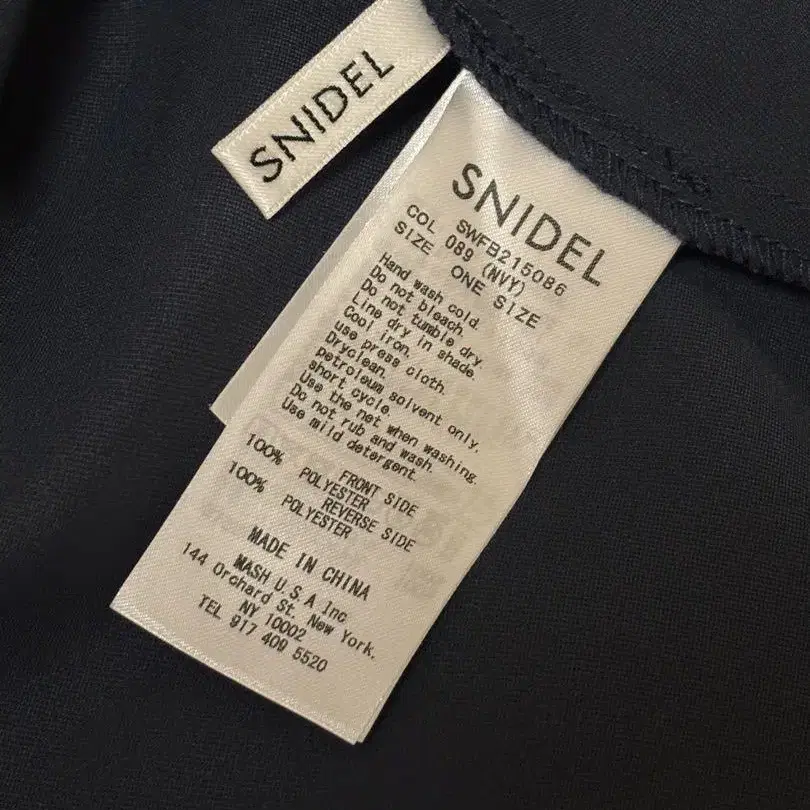 SNIDEL
SNIDEL
SWFB215086
COL 089 (NVY)
SIZE ONE SIZE
Hand wash cold.
Do not bleach.
Do not tumble dry.
Line dry in shade.
Cool iron.
use press cloth.
Dryclean.
petroleum solvent only.
short cycle.
Use the net when washing.
Do not rub and wash.
Use mild detergent.
FRONT SIDE
100% POLYESTER
REVERSE SIDE
100% POLYESTER
MADE IN CHINA
MASH U.S.A Inc
144 Orchard St. New York.
NY 10002
TEL 917 409 5520